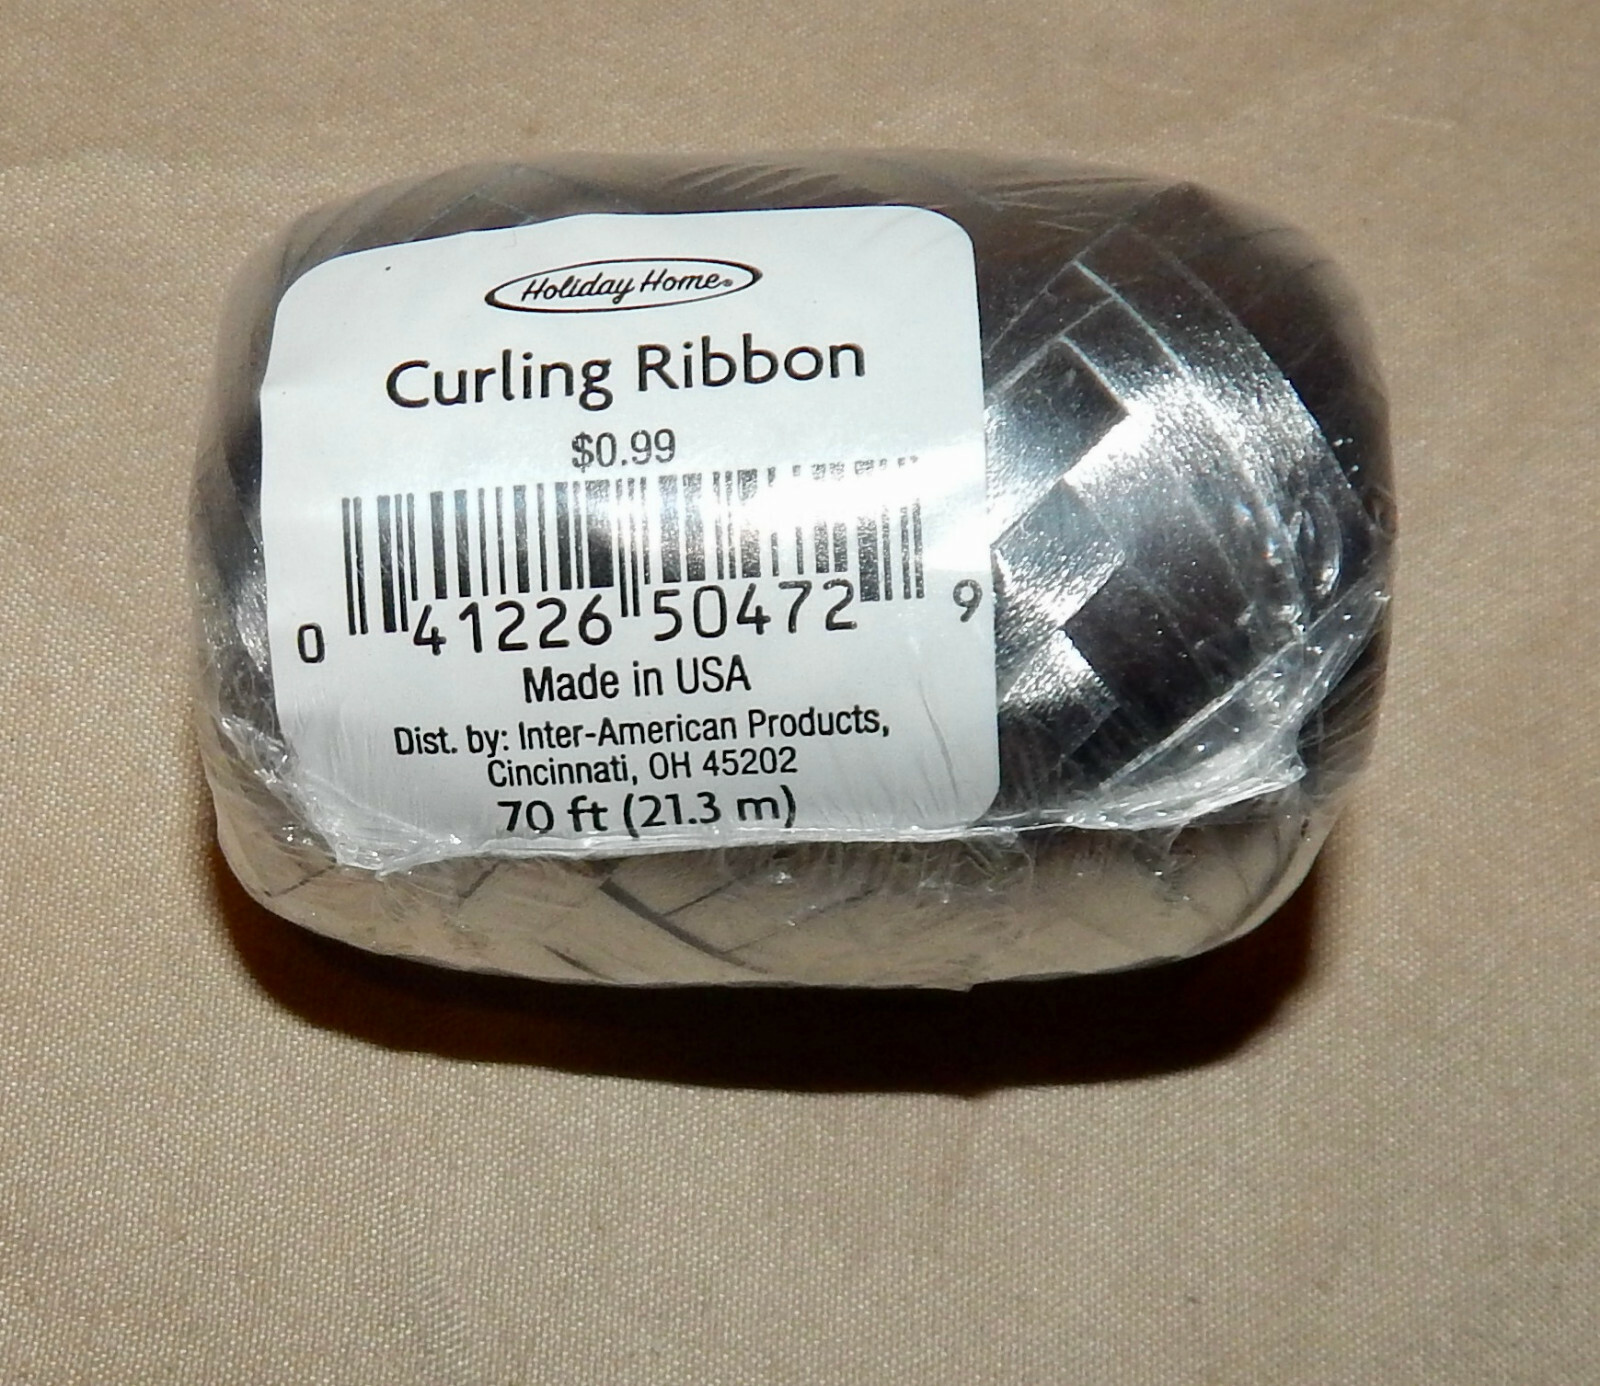 Holiday Home®
Curling Ribbon
$0.99
0 41226 50472 9
Made in USA
Dist. by: Inter-American Products,
Cincinnati, OH 45202
70 ft (21.3 m)